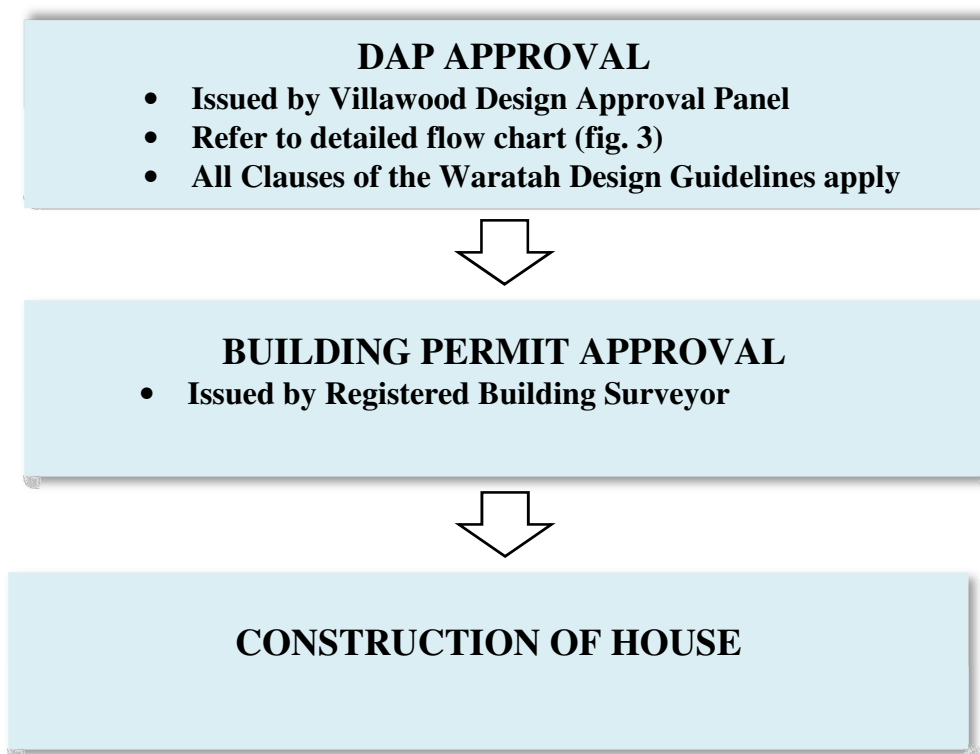 DAP APPROVAL
• Issued by Villawood Design Approval Panel
• Refer to detailed flow chart (fig. 3)
• All Clauses of the Waratah Design Guidelines apply
BUILDING PERMIT APPROVAL
• Issued by Registered Building Surveyor
CONSTRUCTION OF HOUSE